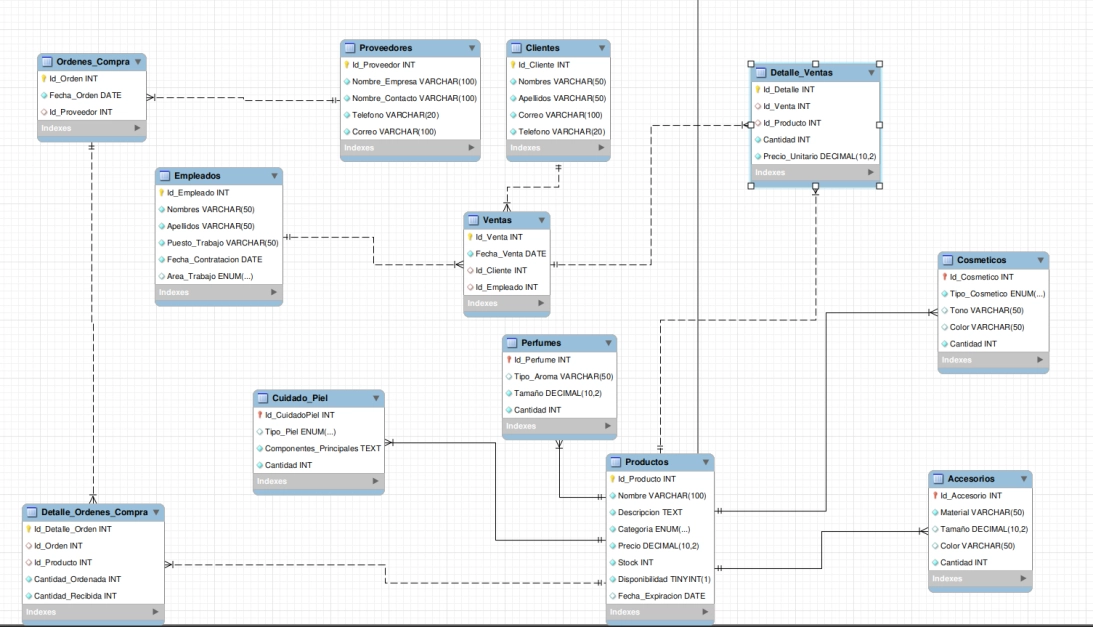 Ordenes_Compra
Id_Orden INT
Fecha_Orden DATE
Id_Proveedor INT
Indexes
Proveedores
Id_Proveedor INT
Nombre_Empresa VARCHAR(100)
Nombre_Contacto VARCHAR(100)
Telefono VARCHAR(20)
Correo VARCHAR(100)
Indexes
Clientes
Id_Cliente INT
Nombres VARCHAR(50)
Apellidos VARCHAR(50)
Correo VARCHAR(100)
Telefono VARCHAR(20)
Indexes
Detalle_Ventas
Id_Detalle INT
Id_Venta INT
Id_Producto INT
Cantidad INT
Precio_Unitario DECIMAL(10,2)
Indexes
Empleados
Id_Empleado INT
Nombres VARCHAR(50)
Apellidos VARCHAR(50)
Puesto_Trabajo VARCHAR(50)
Fecha_Contratacion DATE
Area_Trabajo ENUM(...)
Indexes
Ventas
Id_Venta INT
Fecha_Venta DATE
Id_Cliente INT
Id_Empleado INT
Indexes
Cosmeticos
Id_Cosmetico INT
Tipo_Cosmetico ENUM(...)
Tono VARCHAR(50)
Color VARCHAR(50)
Cantidad INT
Indexes
Perfumes
Id_Perfume INT
Tipo_Aroma VARCHAR(50)
Tamaño DECIMAL(10,2)
Cantidad INT
Indexes
Cuidado_Piel
Id_CuidadoPiel INT
Tipo_Piel ENUM(...)
Componentes_Principales TEXT
Cantidad INT
Indexes
Productos
Id_Producto INT
Nombre VARCHAR(100)
Descripcion TEXT
Categoria ENUM(...)
Precio DECIMAL(10,2)
Stock INT
Disponibilidad TINYINT(1)
Fecha_Expiracion DATE
Indexes
Accesorios
Id_Accesorio INT
Material VARCHAR(50)
Tamaño DECIMAL(10,2)
Color VARCHAR(50)
Cantidad INT
Indexes
Detalle_Ordenes_Compra
Id_Detalle_Orden INT
Id_Orden INT
Id_Producto INT
Cantidad_Ordenada INT
Cantidad_Recibida INT
Indexes